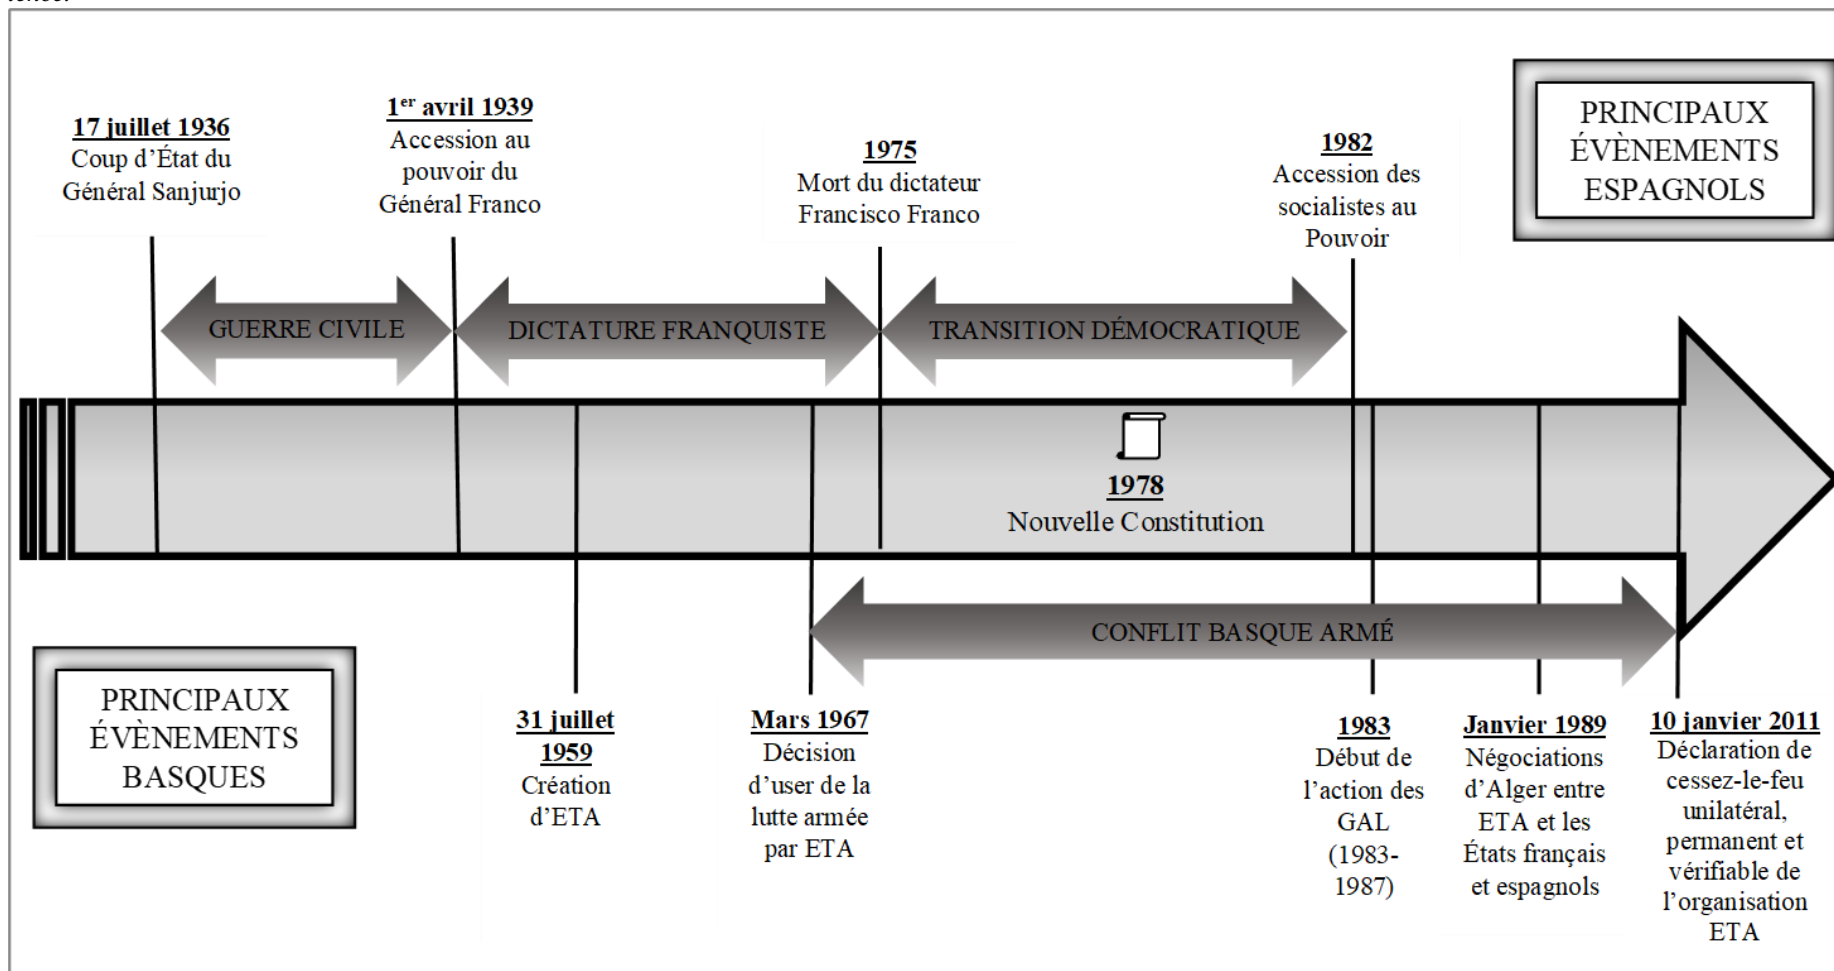 17 juillet 1936
Coup d’État du
Général Sanjurjo
1er avril 1939
Accession au
pouvoir du
Général Franco
1975
Mort du dictateur
Francisco Franco
1982
Accession des
socialistes au
Pouvoir
PRINCIPAUX
ÉVÈNEMENTS
ESPAGNOLS
GUERRE CIVILE
DICTATURE FRANQUISTE
TRANSITION DÉMOCRATIQUE
1978
Nouvelle Constitution
CONFLIT BASQUE ARMÉ
PRINCIPAUX
ÉVÈNEMENTS
BASQUES
31 juillet
1959
Création
d’ETA
Mars 1967
Décision
d’user de la
lutte armée
par ETA
1983
Début de
l’action des
GAL
(1983-
1987)
Janvier 1989
Négociations
d’Alger entre
ETA et les
États français
et espagnols
10 janvier 2011
Déclaration de
cessez-le-feu
unilatéral,
permanent et
vérifiable de
l’organisation
ETA